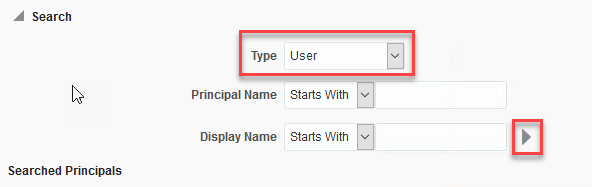 Search
Type User
Principal Name Starts With
Display Name Starts With
Searched Principals